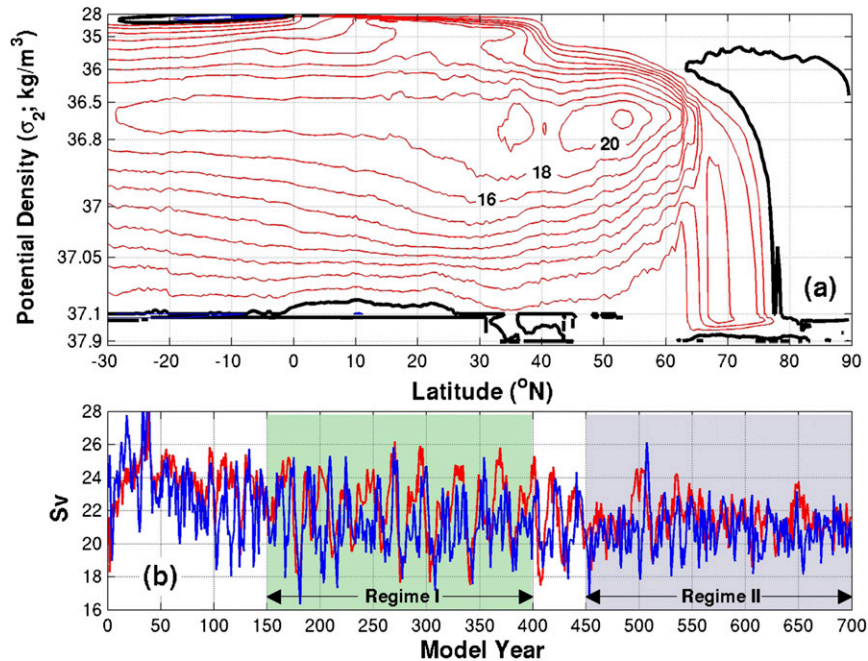 28
35
36
36.5
36.8
37
37.05
37.1
37.9
Potential Density (σ2; kg/m3)
20
18
16
(a)
-30 -20 -10 0 10 20 30 40 50 60 70 80 90
Latitude (oN)
28
26
24
22
20
18
16
Sv
(b)
Regime I
Regime II
0 50 100 150 200 250 300 350 400 450 500 550 600 650 700
Model Year